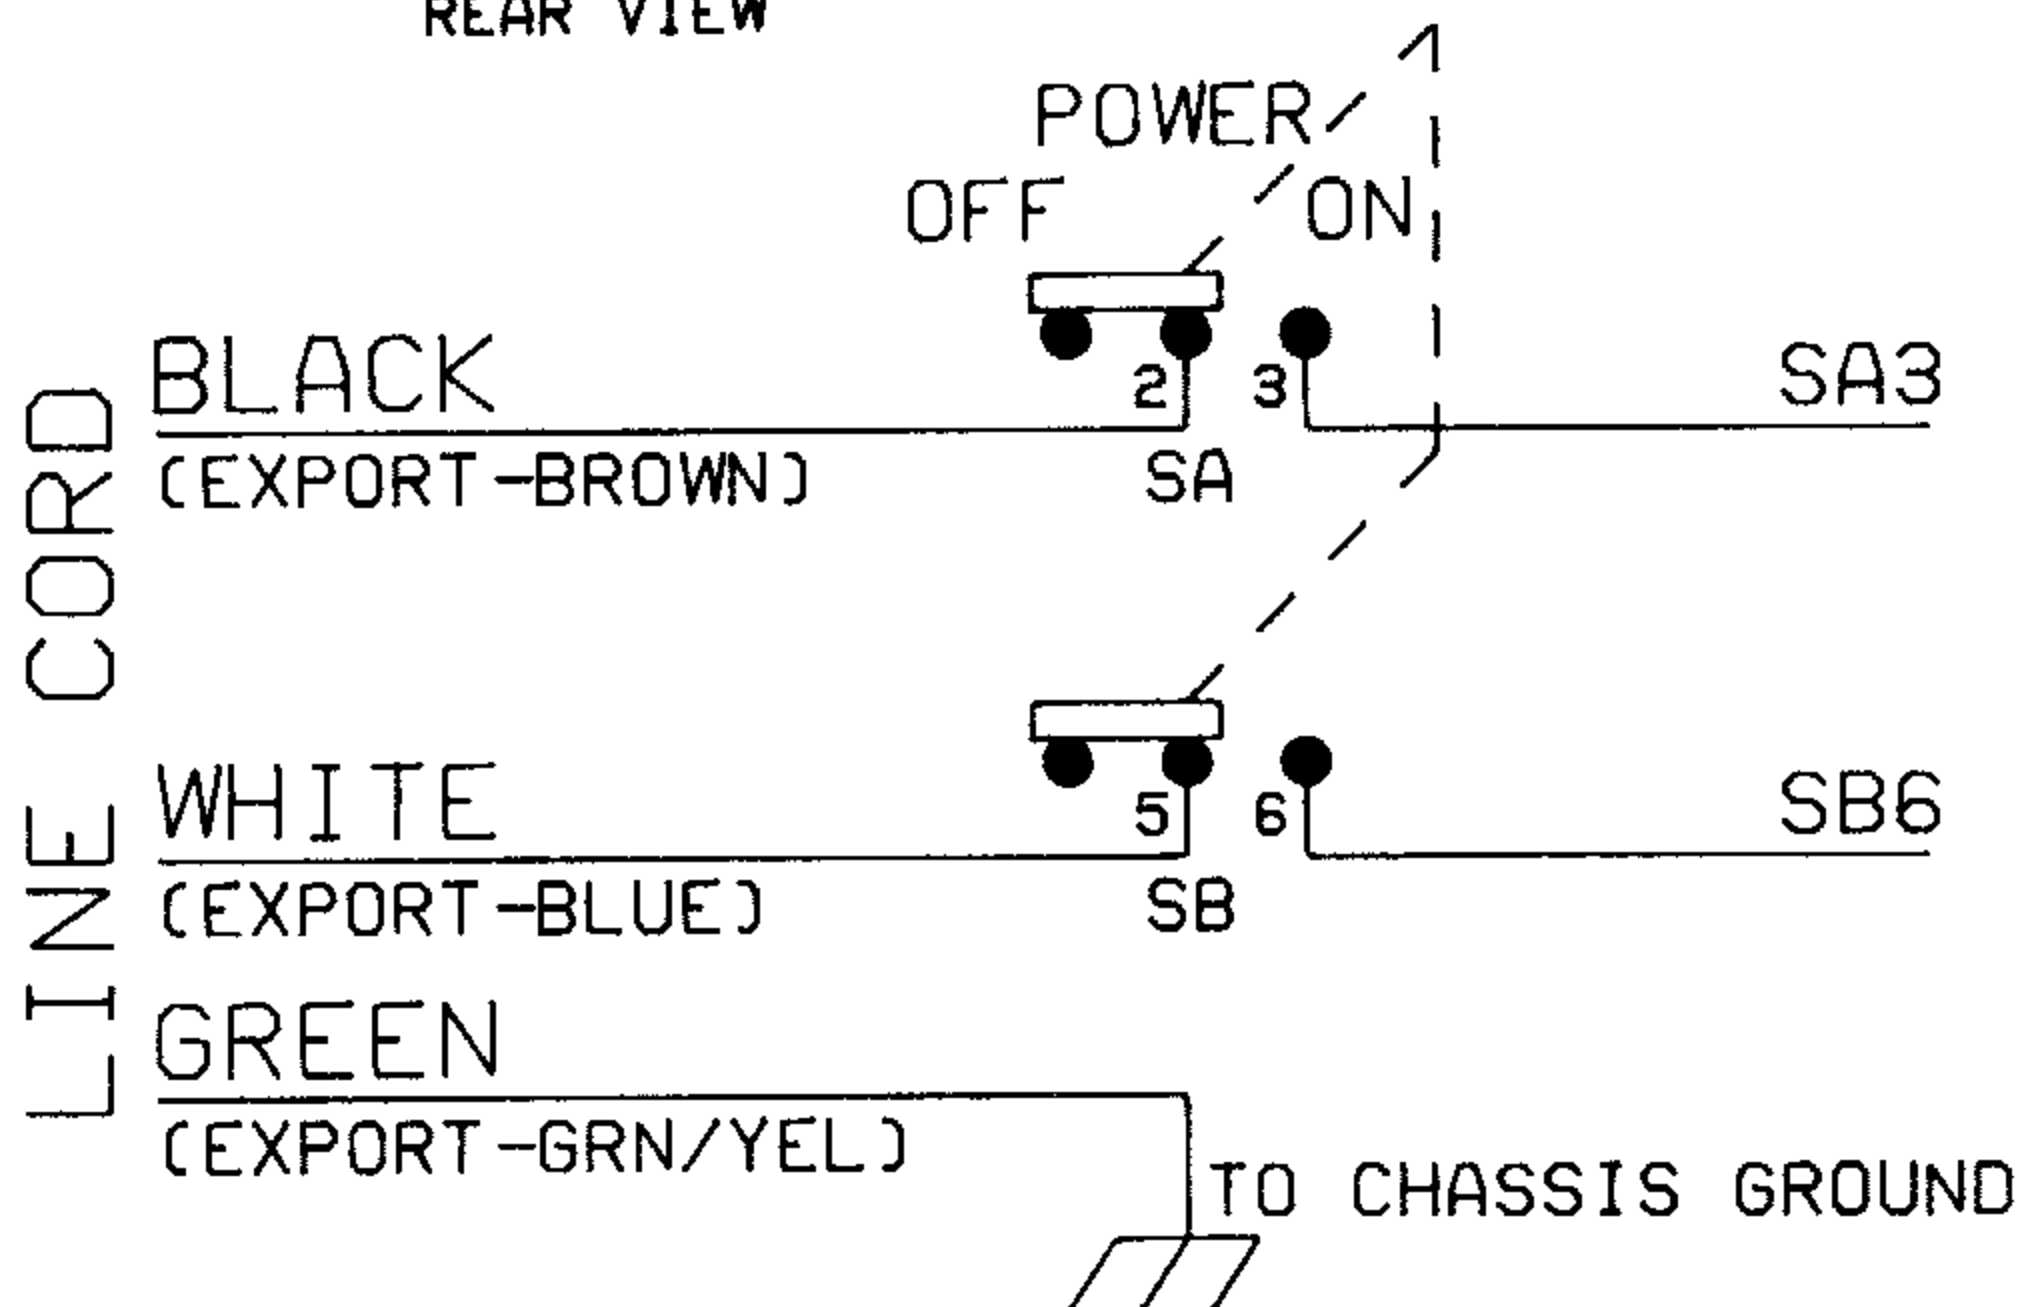 REAR VIEW
POWER
OFF ON
BLACK
2 3
SA3
(EXPORT-BROWN)
SA
LINE CORD
WHITE
5 6
SB6
(EXPORT-BLUE)
SB
GREEN
(EXPORT-GRN/YEL)
TO CHASSIS GROUND